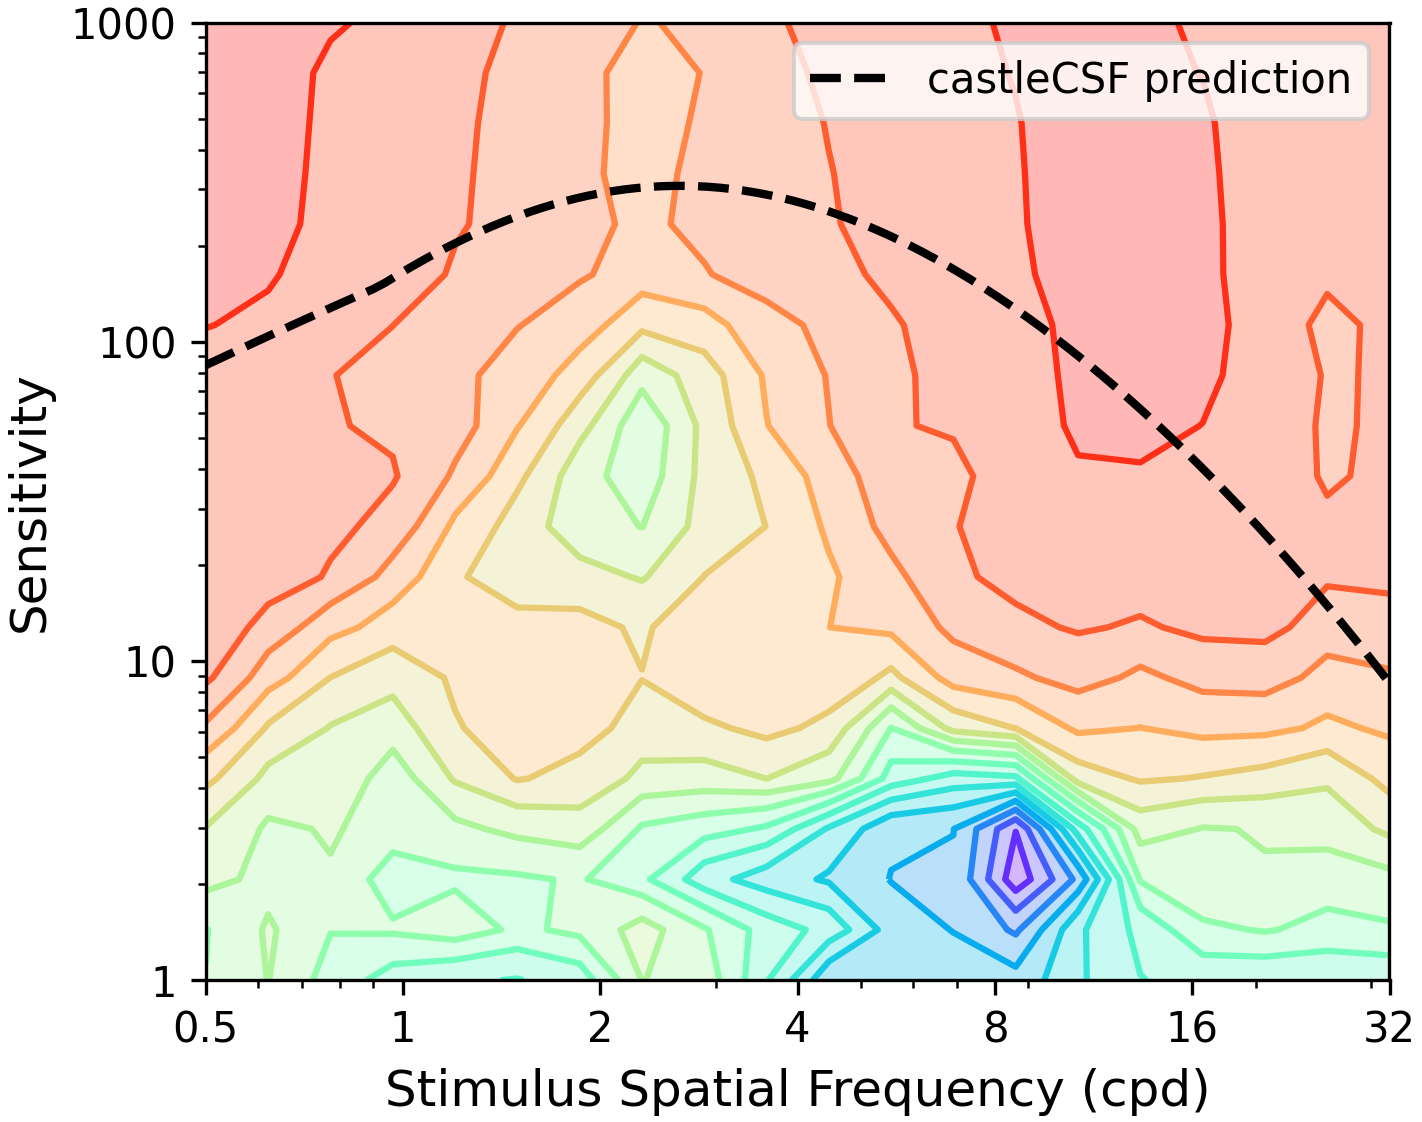 1000
100
10
1
Sensitivity
castleCSF prediction
0.5 1 2 4 8 16 32
Stimulus Spatial Frequency (cpd)